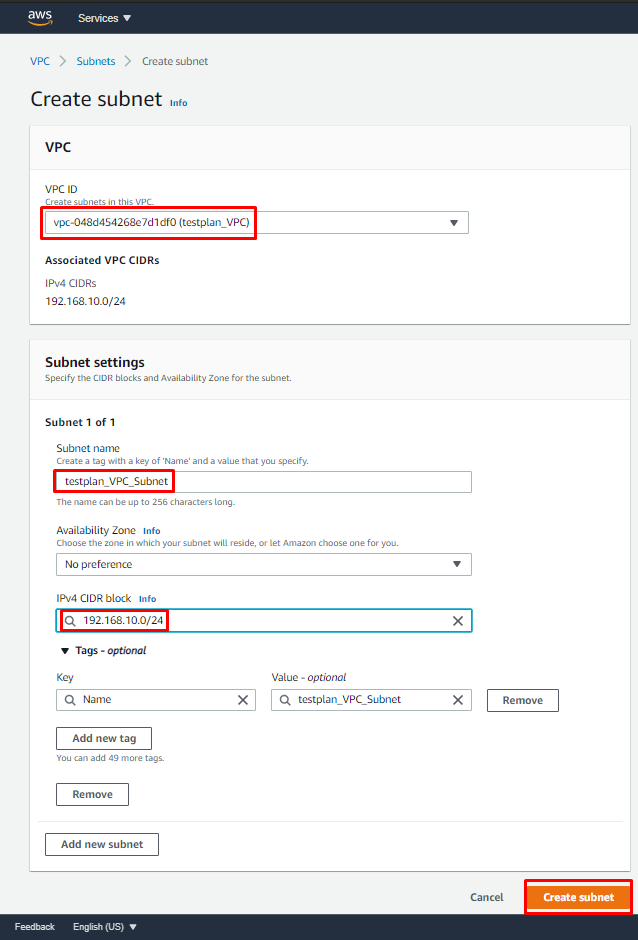 aws Services
VPC Subnets Create subnet
Create subnet Info
VPC
VPC ID
Create subnets in this VPC.
vpc-048d454268e7d1df0 (testplan_VPC)
Associated VPC CIDRs
IPv4 CIDRs
192.168.10.0/24
Subnet settings
Specify the CIDR blocks and Availability Zone for the subnet.
Subnet 1 of 1
Subnet name
Create a tag with a key of 'Name' and a value that you specify.
testplan_VPC_Subnet
The name can be up to 256 characters long.
Availability Zone Info
Choose the zone in which your subnet will reside, or let Amazon choose one for you.
No preference
IPv4 CIDR block Info
192.168.10.0/24
Tags - optional
Key Value - optional
Name testplan_VPC_Subnet Remove
Add new tag
You can add 49 more tags.
Remove
Add new subnet
Cancel Create subnet
Feedback English (US)